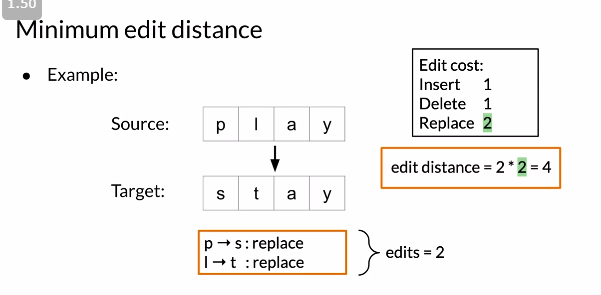 1.50
Minimum edit distance
● Example:
Edit cost:
Insert 1
Delete 1
Replace 2
Source: p l a y
edit distance = 2 * 2 = 4
Target: s t a y
p → s : replace
l → t : replace
edits = 2